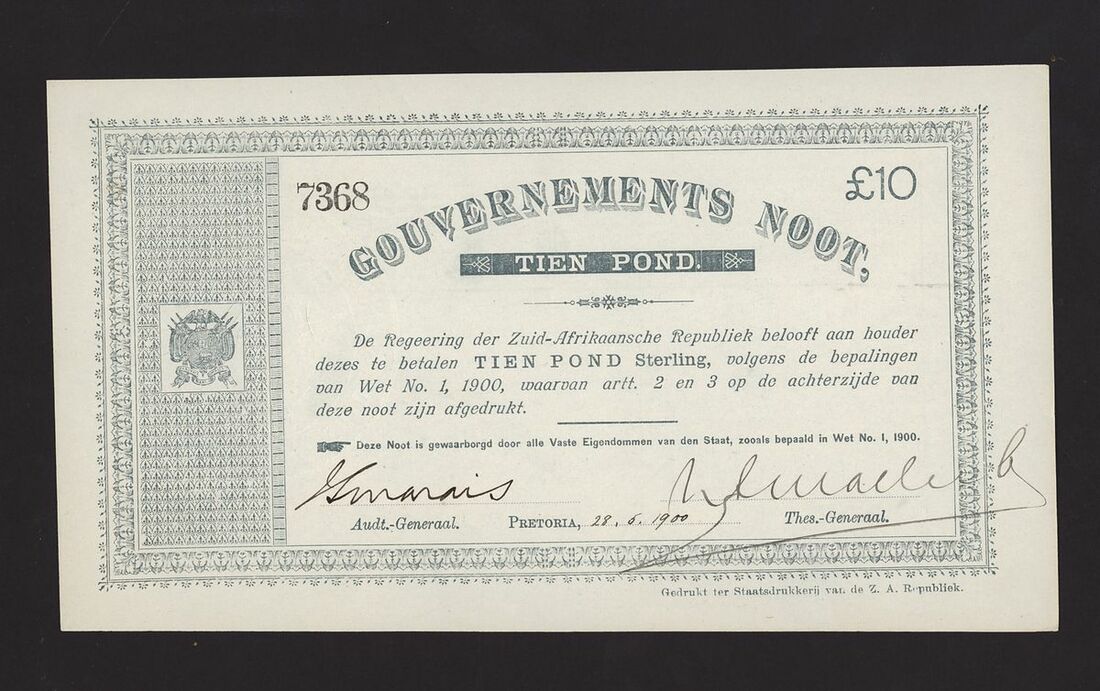 7368
£10
GOUVERNEMENTS NOOT,
TIEN POND.
De Regeering der Zuid-Afrikaansche Republiek belooft aan houder
dezes te betalen TIEN POND Sterling, volgens de bepalingen
van Wet No. 1, 1900, waarvan artt. 2 en 3 op de achterzijde van
deze noot zijn afgedrukt.
Deze Noot is gewaarborgd door alle Vaste Eigendommen van den Staat, zooals bepaald in Wet No. 1, 1900.
Audt.-Generaal. PRETORIA, 28. 5. 1900 Thes.-Generaal.
Gedrukt ter Staatsdrukkerij van de Z. A. Republiek.